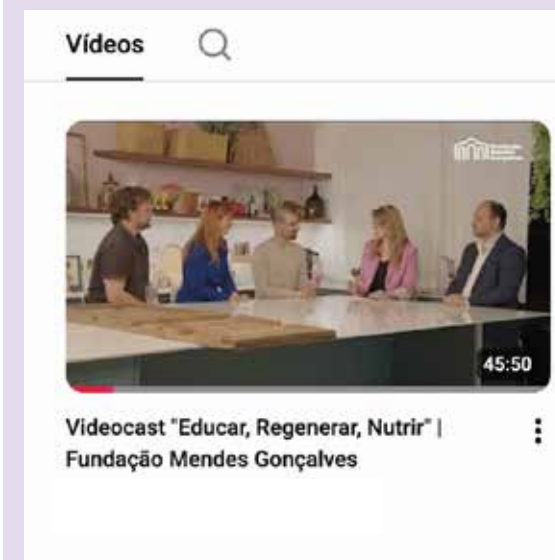 Vídeos
45:50
Videocast "Educar, Regenerar, Nutrir" |
Fundação Mendes Gonçalves